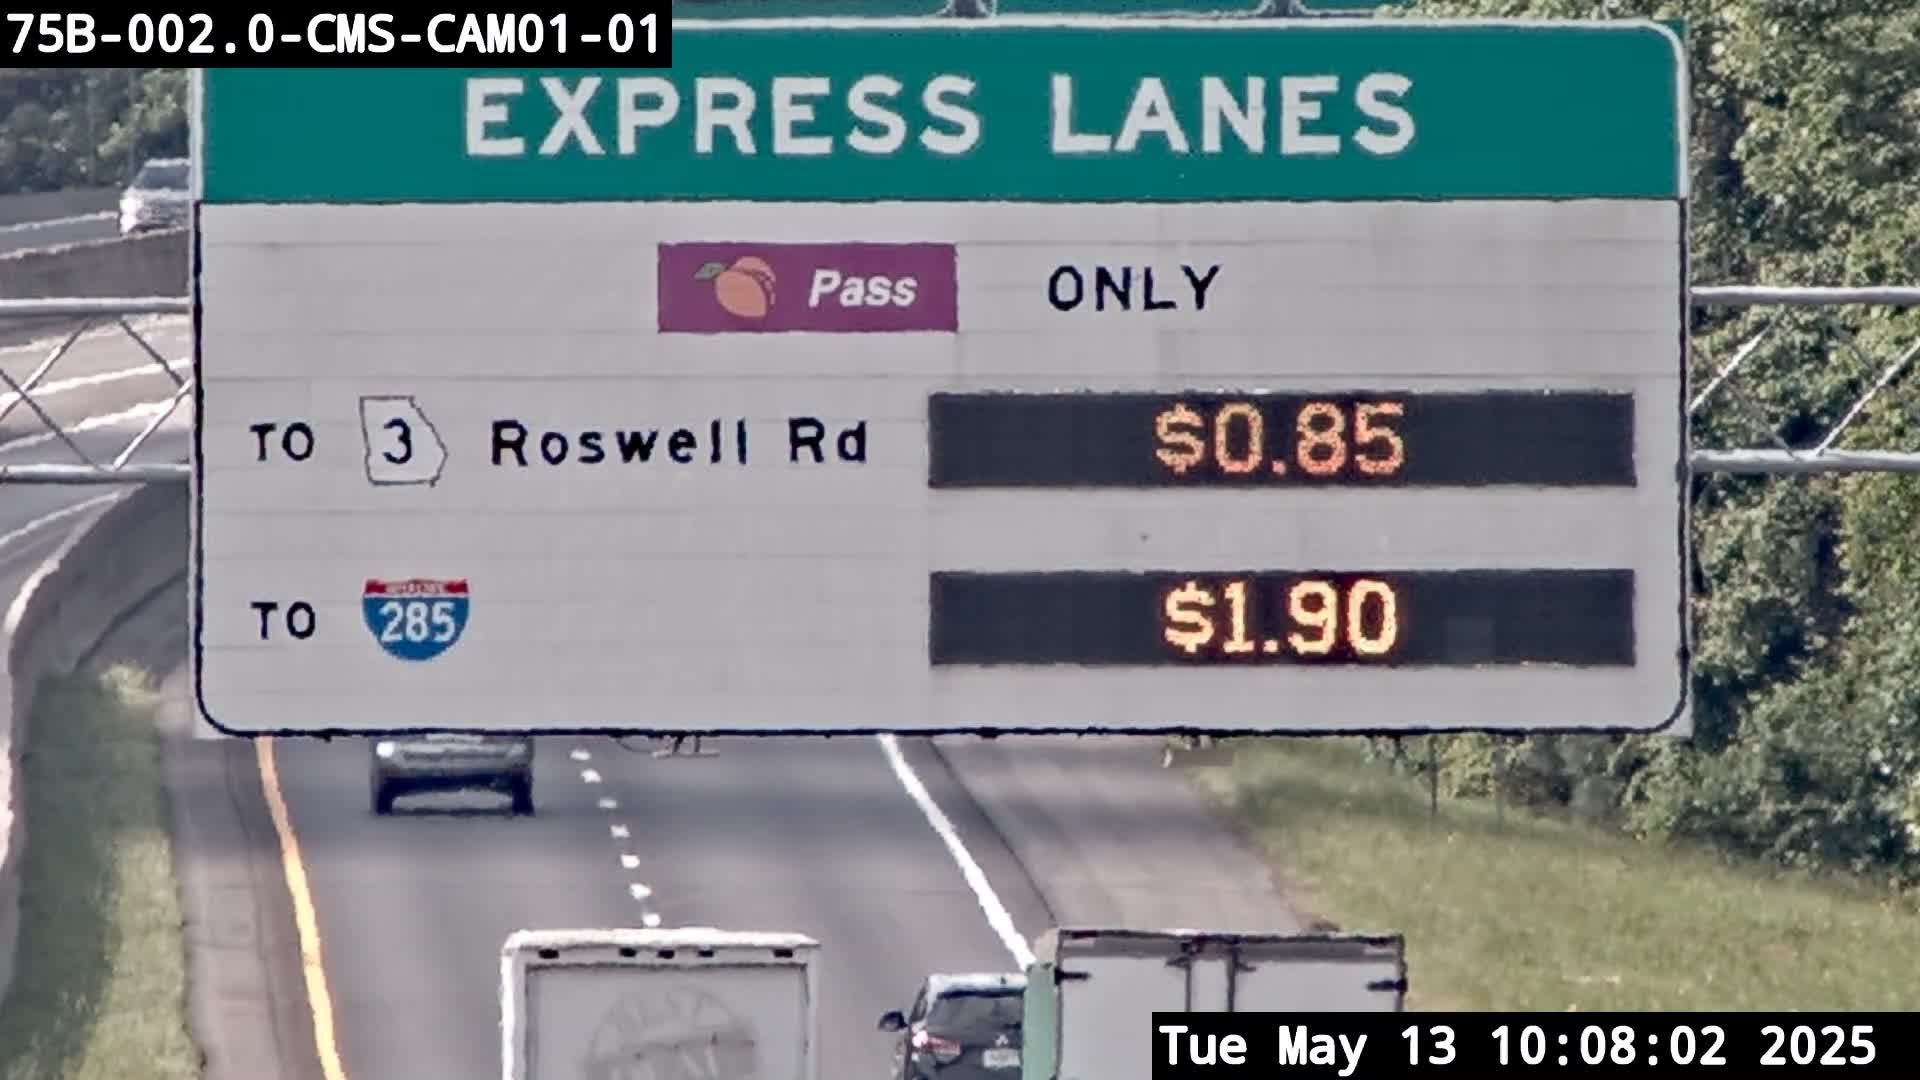 75B-002.0-CMS-CAM01-01
EXPRESS LANES
Pass ONLY
TO 3 Roswell Rd $0.85
TO 285 $1.90
Tue May 13 10:08:02 2025